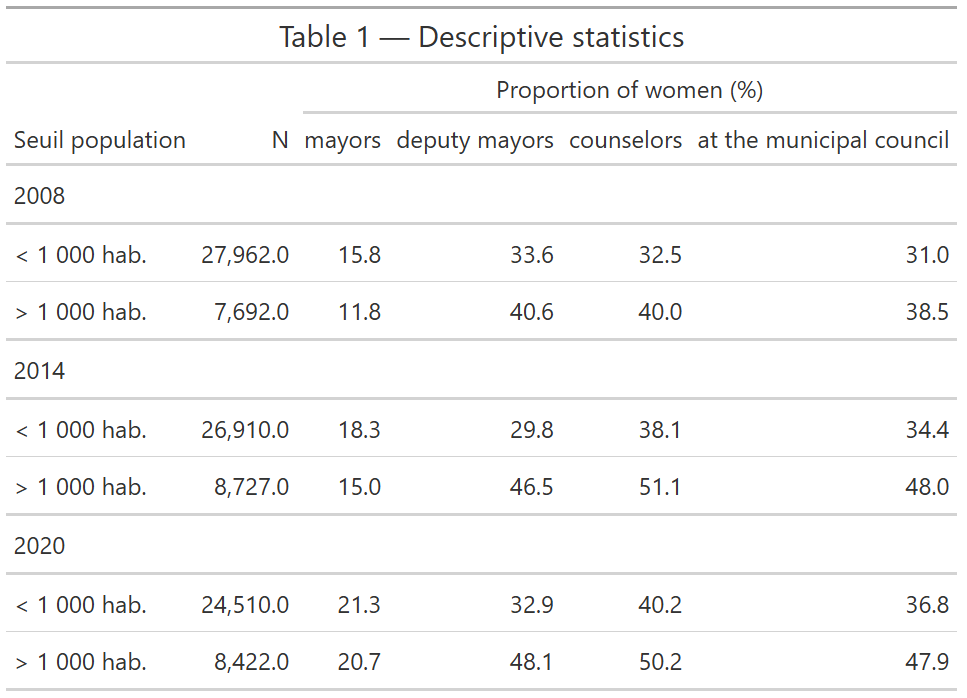 Table 1 — Descriptive statistics
Proportion of women (%)
Seuil population N mayors deputy mayors counselors at the municipal council
2008
< 1 000 hab. 27,962.0 15.8 33.6 32.5 31.0
> 1 000 hab. 7,692.0 11.8 40.6 40.0 38.5
2014
< 1 000 hab. 26,910.0 18.3 29.8 38.1 34.4
> 1 000 hab. 8,727.0 15.0 46.5 51.1 48.0
2020
< 1 000 hab. 24,510.0 21.3 32.9 40.2 36.8
> 1 000 hab. 8,422.0 20.7 48.1 50.2 47.9